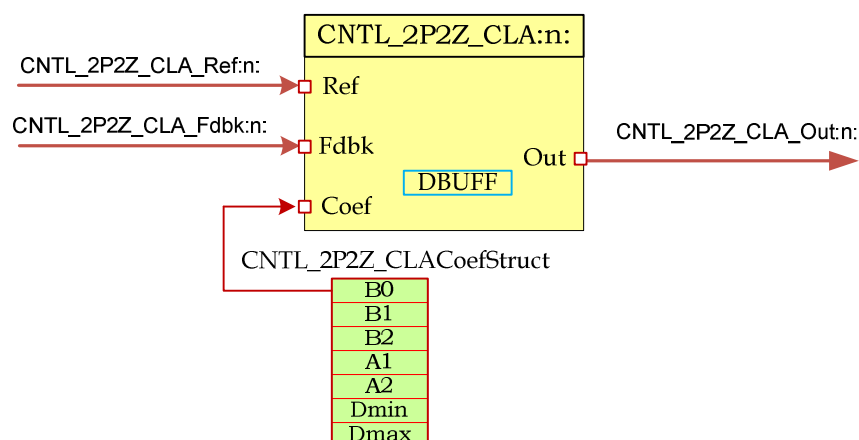 CNTL_2P2Z_CLA:n:
CNTL_2P2Z_CLA_Ref:n:
Ref
CNTL_2P2Z_CLA_Fdbk:n:
Fdbk
CNTL_2P2Z_CLA_Out:n:
Out
DBUFF
Coef
CNTL_2P2Z_CLACoefStruct
B0
B1
B2
A1
A2
Dmin
Dmax